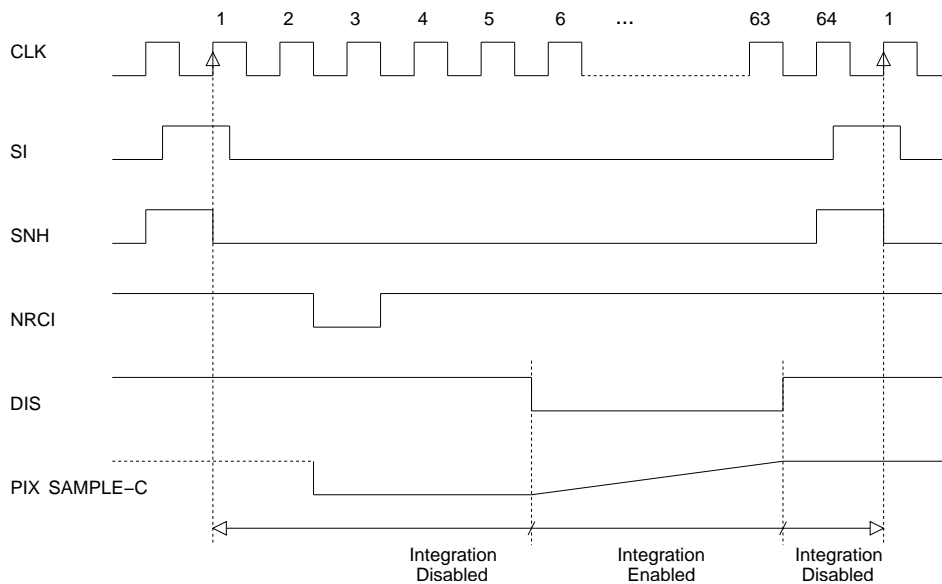 1 2 3 4 5 6 ... 63 64 1
CLK
SI
SNH
NRCI
DIS
PIX SAMPLE−C
Integration Disabled
Integration Enabled
Integration Disabled